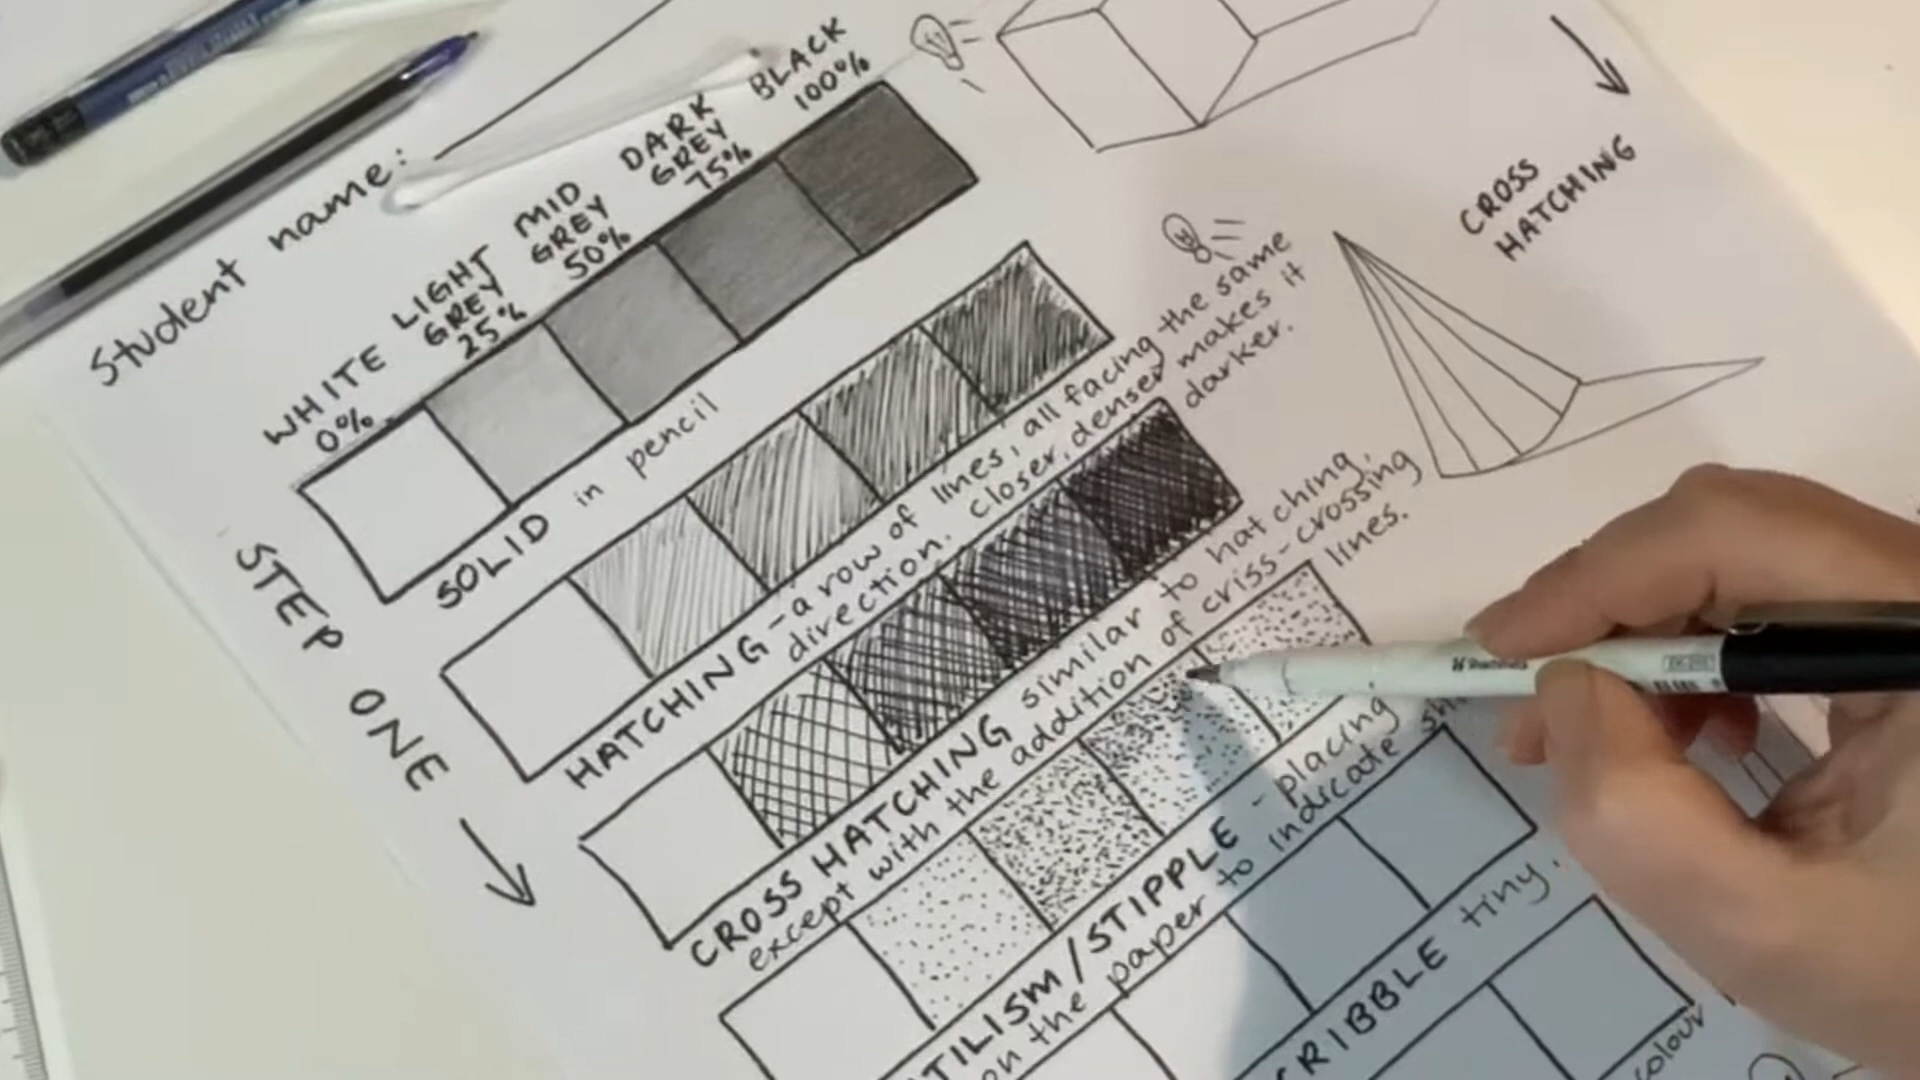 Student name:
WHITE
0%
LIGHT
GREY
25%
MID
GREY
50%
DARK
GREY
75%
BLACK
100%
SOLID in pencil
HATCHING - a row of lines, all facing the same
direction. closer, denser makes it
darker.
CROSS HATCHING similar to hatching,
except with the addition of criss-crossing
lines.
TILISM/STIPPLE - placing
on the paper to indicate
CRIBBLE tiny.
colour
STEP ONE
CROSS
HATCHING